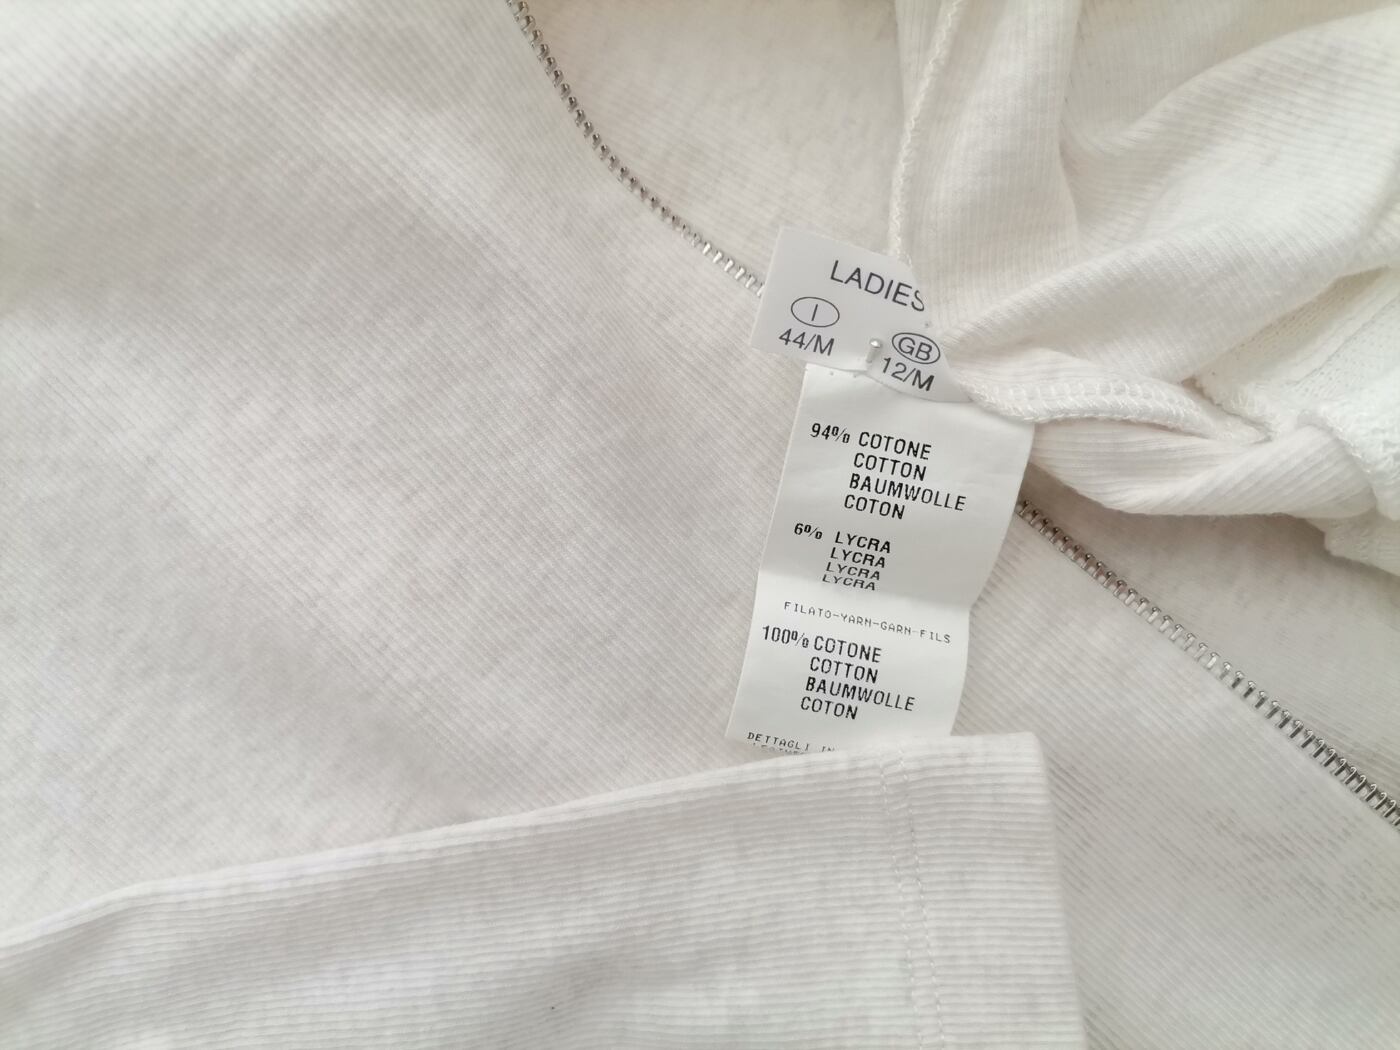 LADIES
I
GB
44/M
12/M
94% COTONE
COTTON
BAUMWOLLE
COTON
6% LYCRA
LYCRA
LYCRA
LYCRA
FILATO-YARN-GARN-FILS
100% COTONE
COTTON
BAUMWOLLE
COTON
DETTAGLI IN